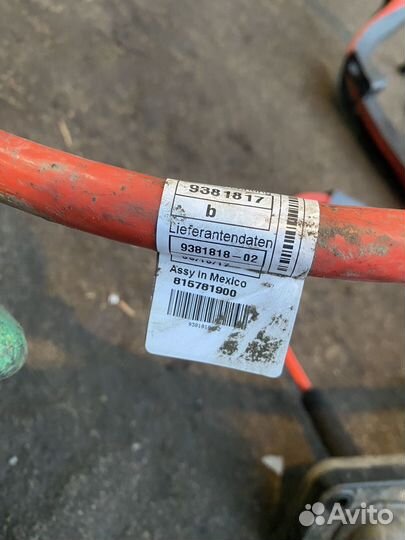 9381817
b
Lieferantendaten
9381818-02
Assy in Mexico
815781900
Avito